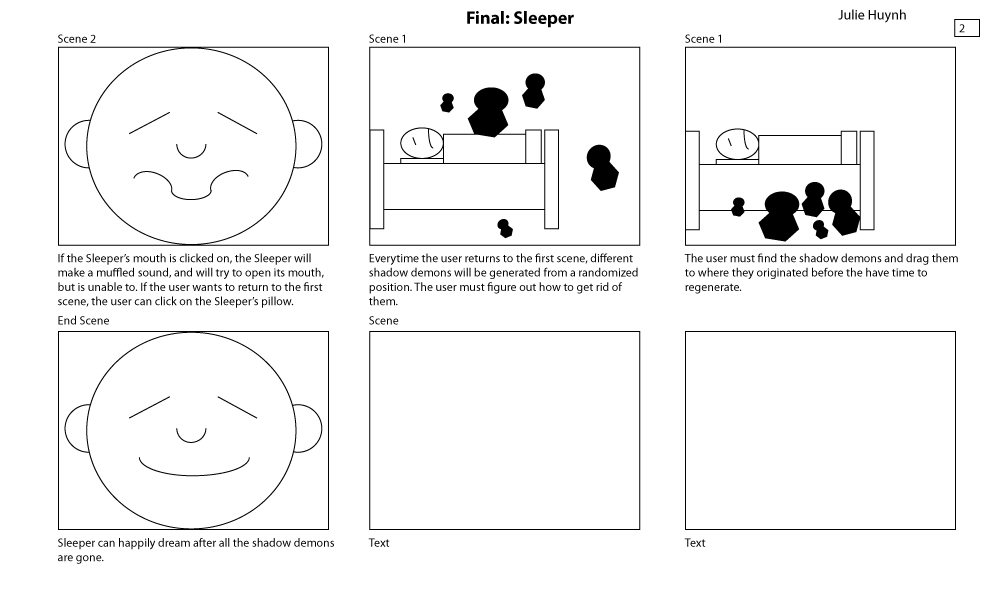 Final: Sleeper
Julie Huynh
2
Scene 2
If the Sleeper's mouth is clicked on, the Sleeper will
make a muffled sound, and will try to open its mouth,
but is unable to. If the user wants to return to the first
scene, the user can click on the Sleeper's pillow.
Scene 1
Everytime the user returns to the first scene, different
shadow demons will be generated from a randomized
position. The user must figure out how to get rid of
them.
Scene 1
The user must find the shadow demons and drag them
to where they originated before the have time to
regenerate.
End Scene
Sleeper can happily dream after all the shadow demons
are gone.
Scene
Text
Text